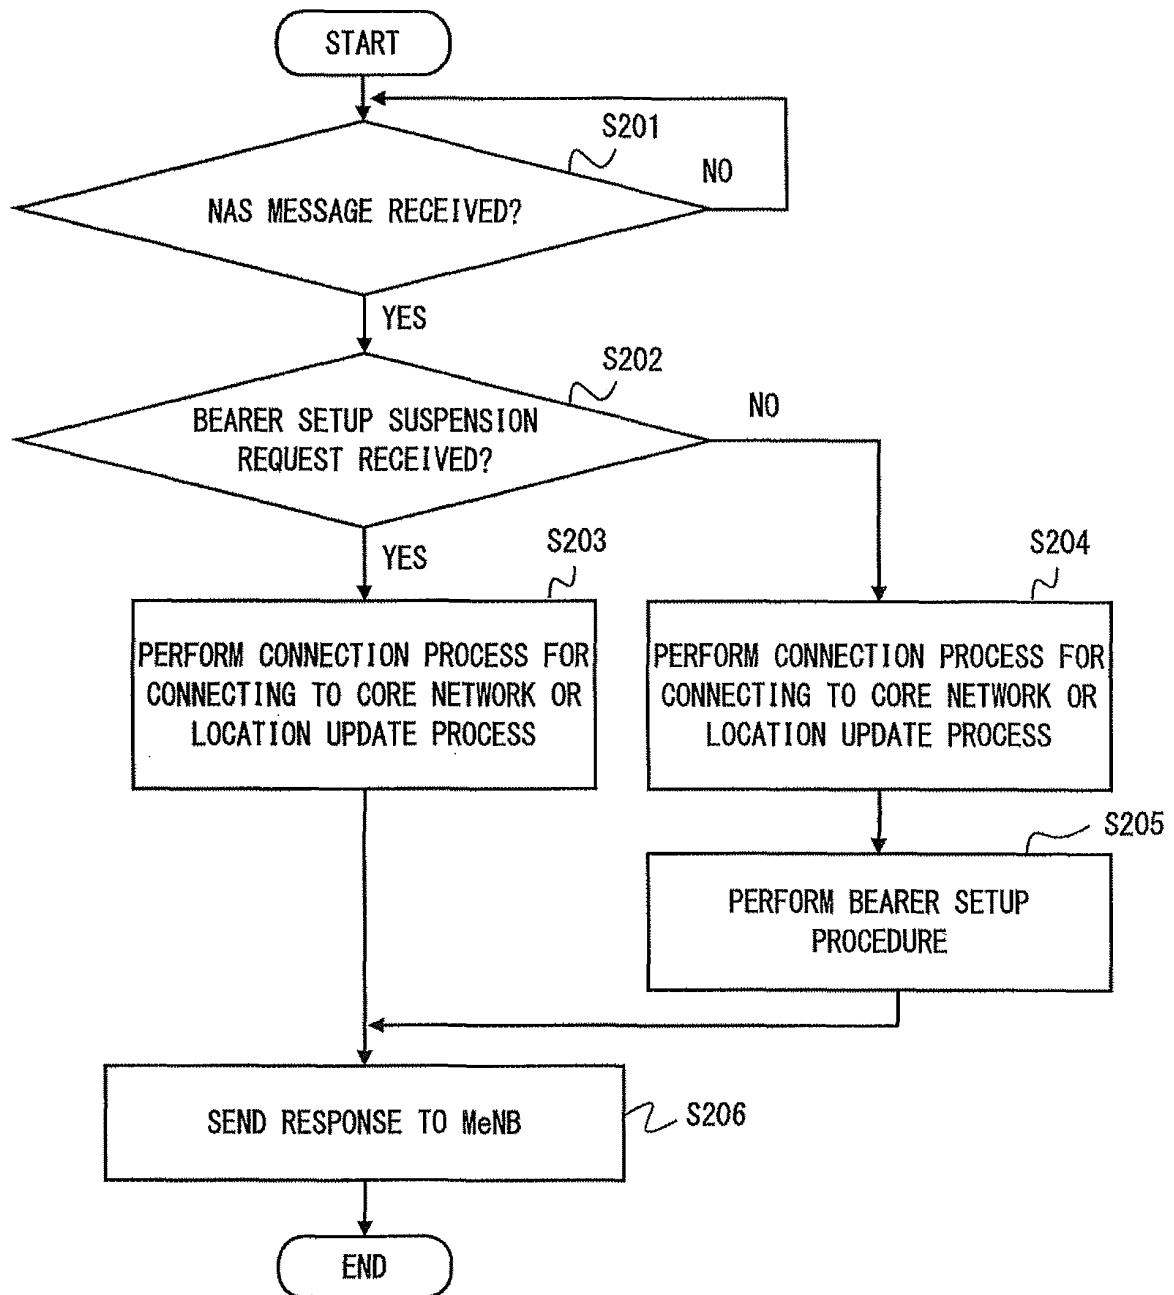 START
S201
NO
NAS MESSAGE RECEIVED?
YES
S202
NO
BEARER SETUP SUSPENSION
REQUEST RECEIVED?
YES
S203
S204
PERFORM CONNECTION PROCESS FOR
CONNECTING TO CORE NETWORK OR
LOCATION UPDATE PROCESS
PERFORM CONNECTION PROCESS FOR
CONNECTING TO CORE NETWORK OR
LOCATION UPDATE PROCESS
S205
PERFORM BEARER SETUP
PROCEDURE
SEND RESPONSE TO MeNB
S206
END